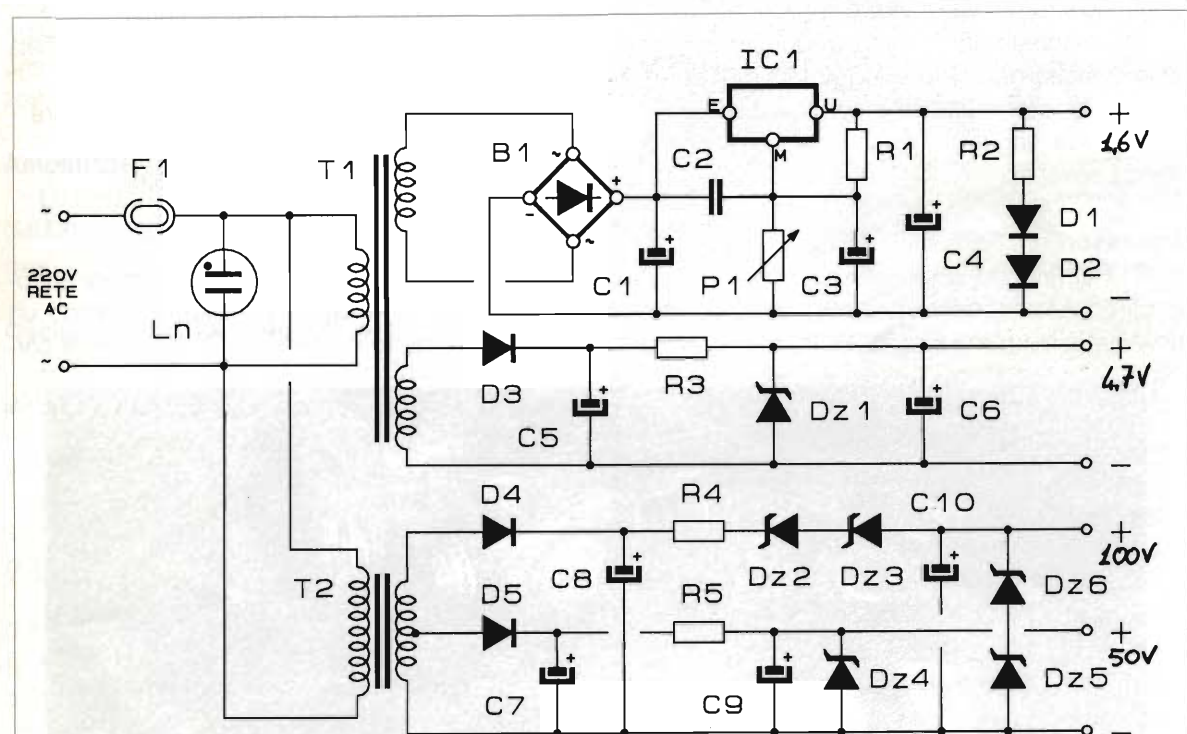 IC1
E
U
M
+
1,6V
B1
~
+
-
~
C2
R1
R2
F1
T1
~
220V
RETE
AC
~
Ln
C1
+
P1
C3
+
C4
+
D1
D2
-
+
4,7V
D3
R3
C5
+
Dz1
C6
+
-
D4
R4
C10
+
100V
T2
C8
+
Dz2
Dz3
+
Dz6
D5
R5
+
50V
C7
+
C9
+
Dz4
Dz5
-